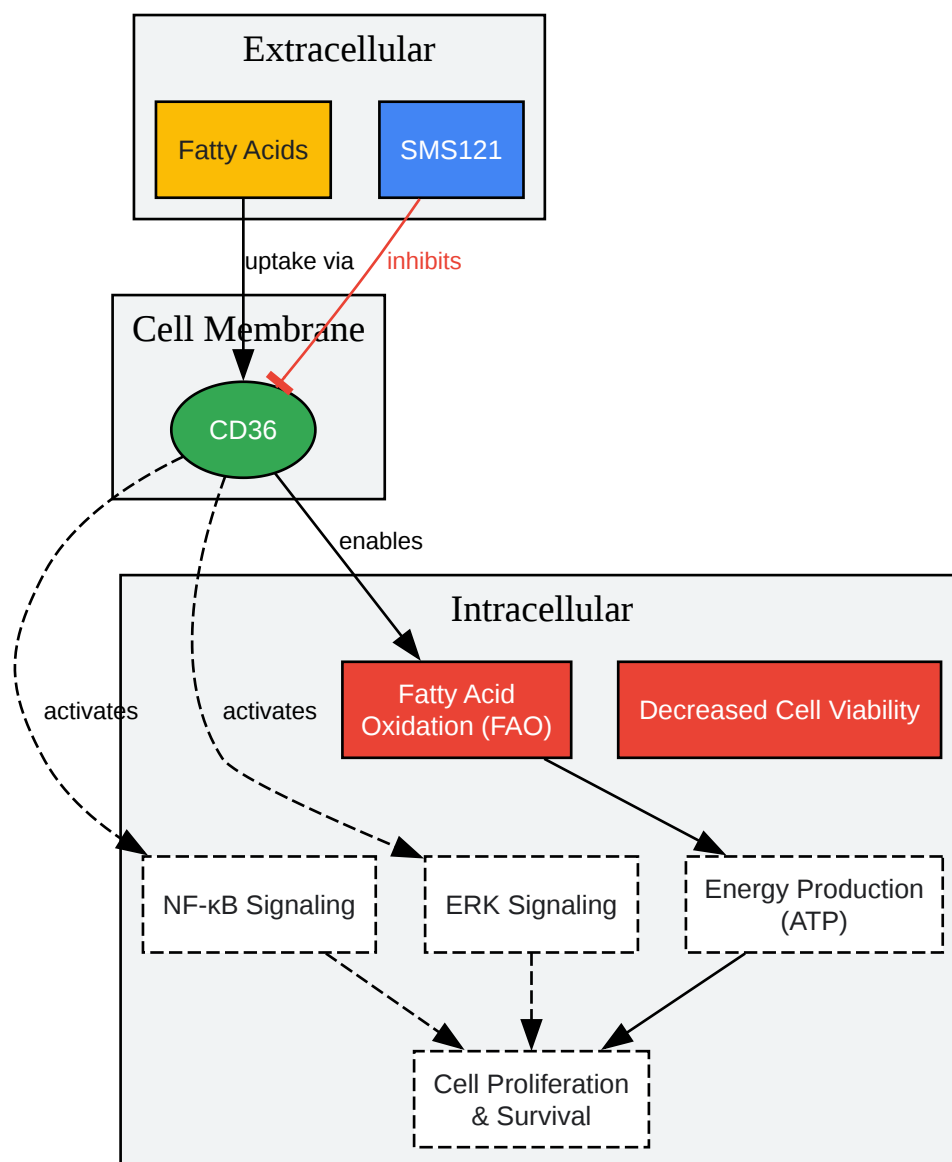 Extracellular
Fatty Acids
SMS121
uptake via
inhibits
Cell Membrane
CD36
enables
Intracellular
Fatty Acid
Oxidation (FAO)
Decreased Cell Viability
activates
activates
NF-κB Signaling
ERK Signaling
Energy Production
(ATP)
Cell Proliferation
& Survival